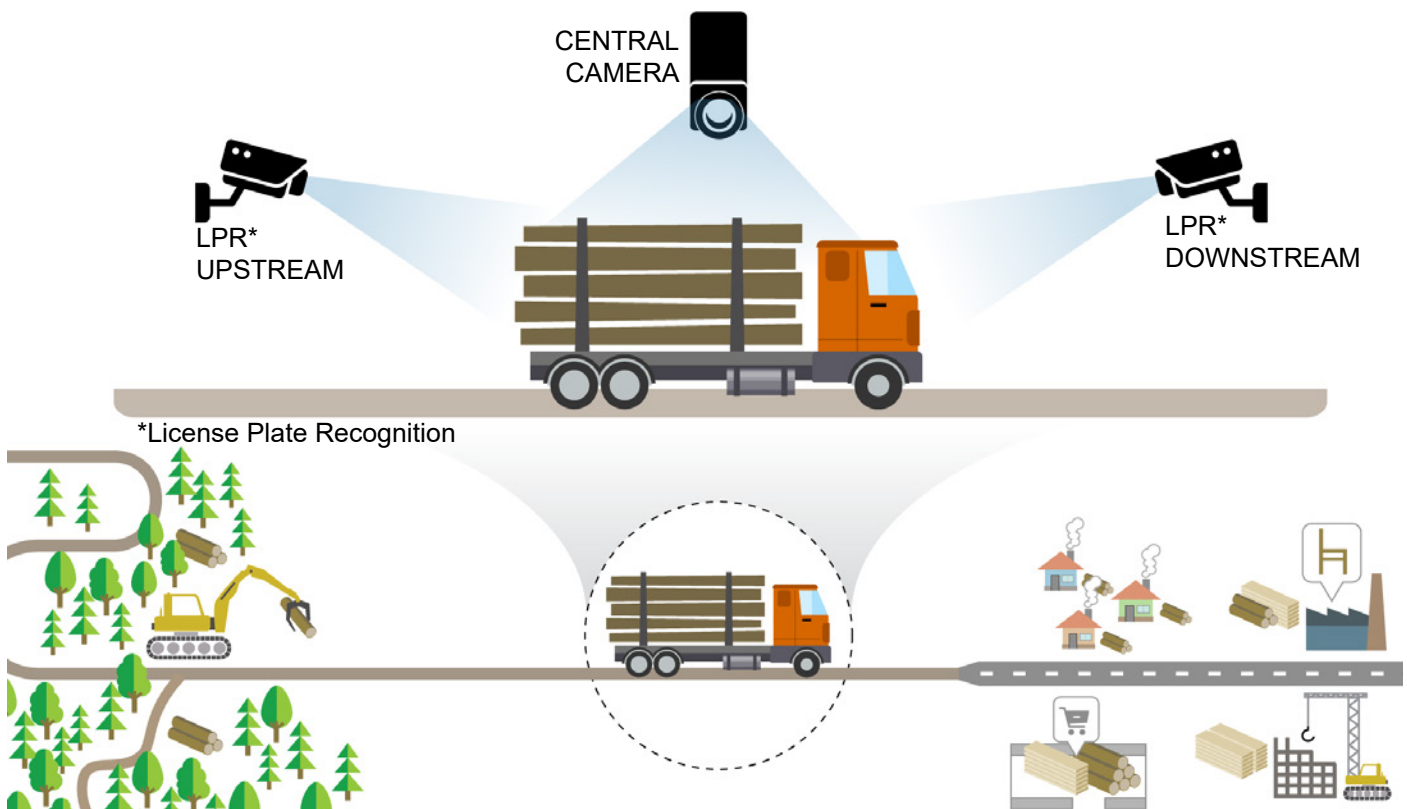 CENTRAL
CAMERA
LPR*
UPSTREAM
LPR*
DOWNSTREAM
*License Plate Recognition